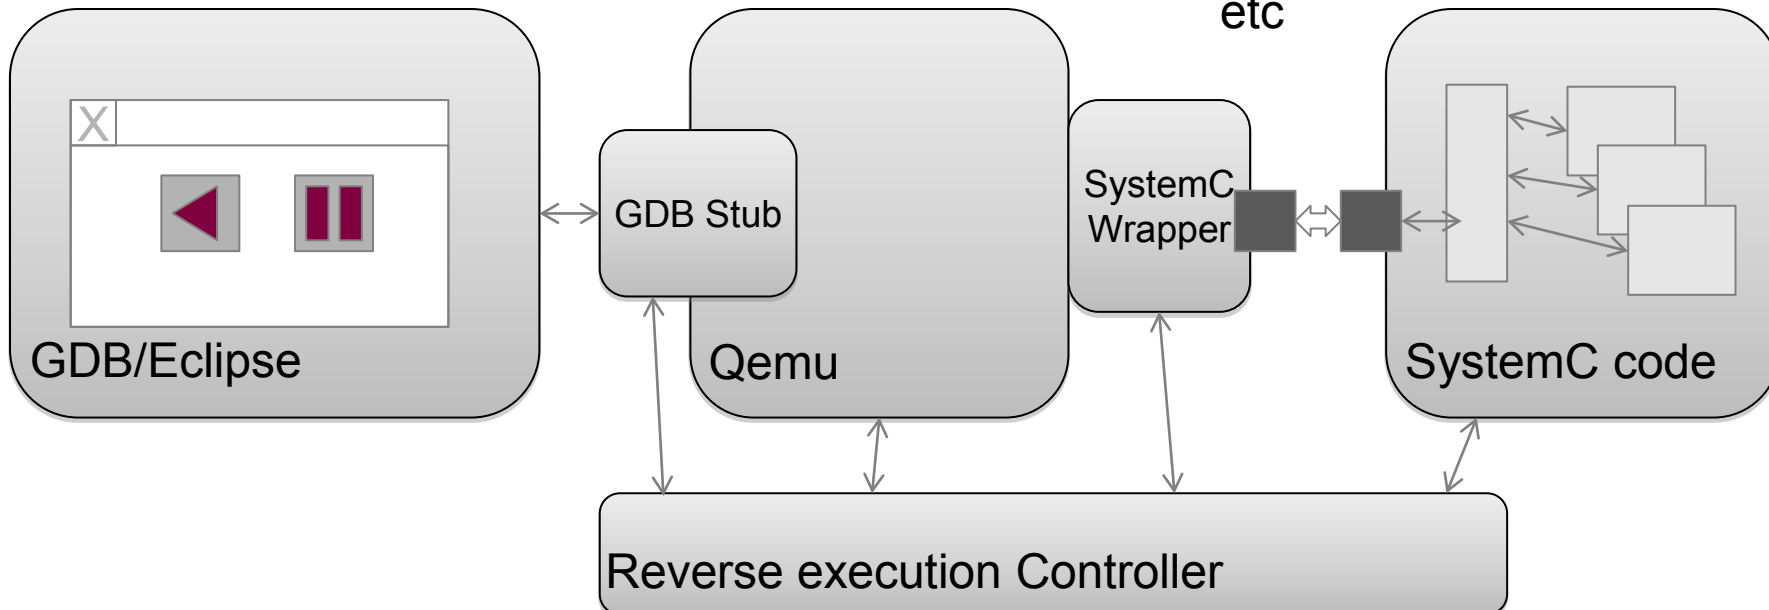 etc
X
GDB Stub
SystemC
Wrapper
GDB/Eclipse
Qemu
SystemC code
Reverse execution Controller